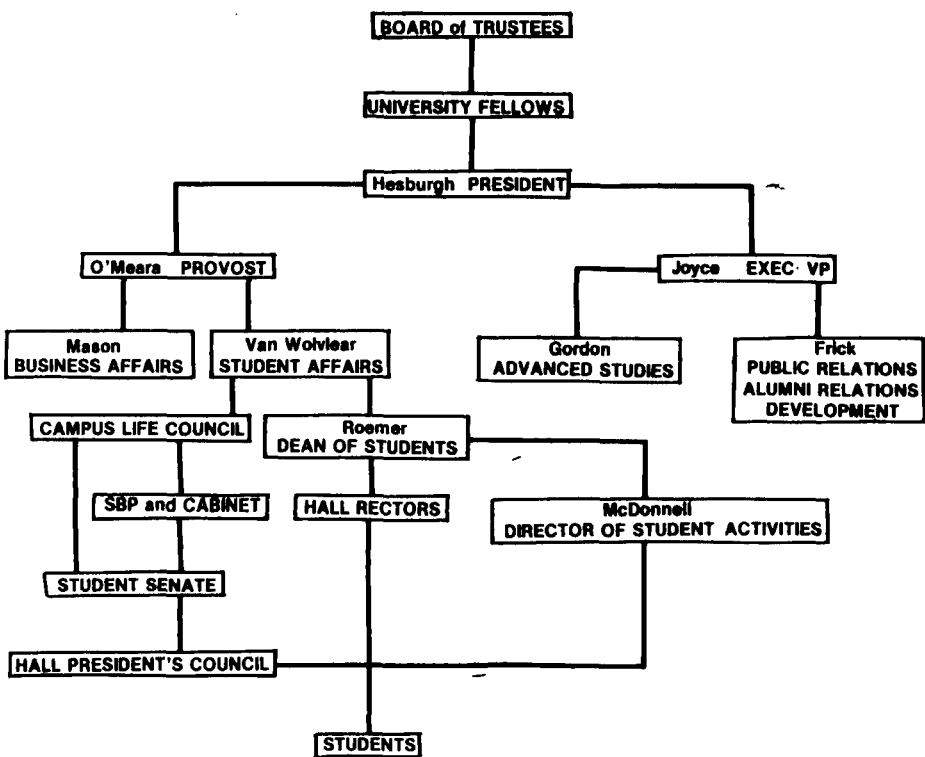 BOARD of TRUSTEES
UNIVERSITY FELLOWS
Hesburgh PRESIDENT
O'Meara PROVOST
Joyce EXEC VP
Mason
BUSINESS AFFAIRS
Van Wolvlear
STUDENT AFFAIRS
Gordon
ADVANCED STUDIES
Frick
PUBLIC RELATIONS
ALUMNI RELATIONS
DEVELOPMENT
CAMPUS LIFE COUNCIL
Roemer
DEAN OF STUDENTS
SBP and CABINET
HALL RECTORS
McDonnell
DIRECTOR OF STUDENT ACTIVITIES
STUDENT SENATE
HALL PRESIDENT'S COUNCIL
STUDENTS